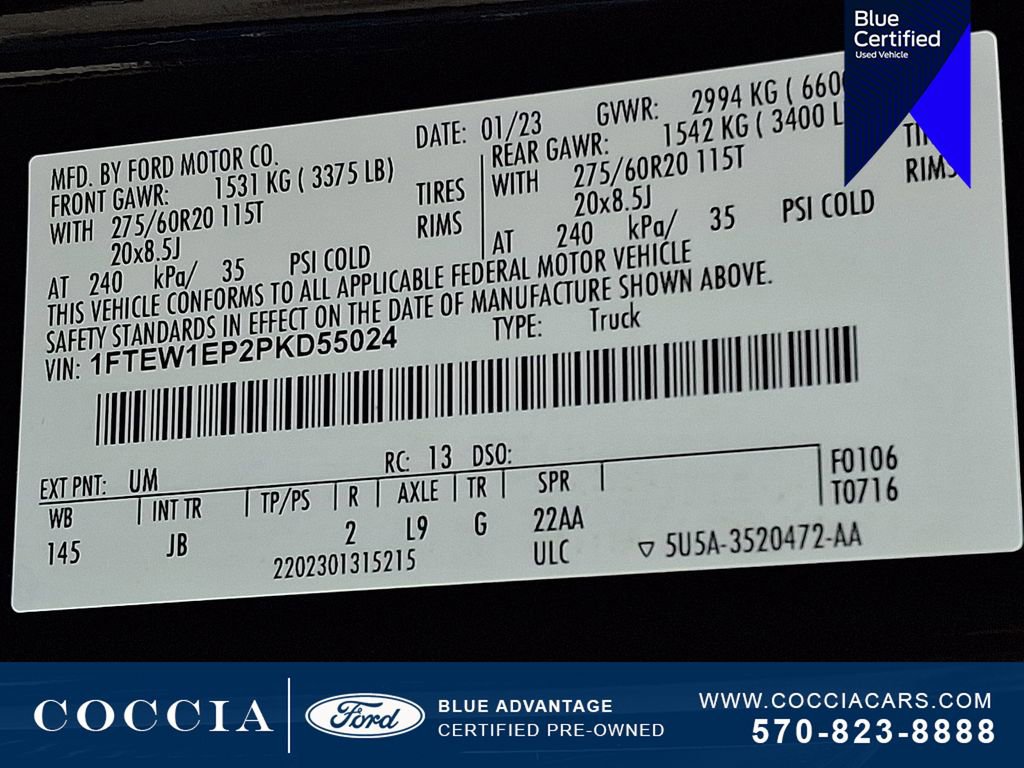 Blue
Certified
Used Vehicle
MFD. BY FORD MOTOR CO. DATE: 01/23 GVWR: 2994 KG ( 660
FRONT GAWR: 1531 KG ( 3375 LB) REAR GAWR: 1542 KG ( 3400 L
WITH 275/60R20 115T TIRES WITH 275/60R20 115T TI
20x8.5J RIMS 20x8.5J RIMS
AT 240 kPa/ 35 PSI COLD AT 240 kPa/ 35 PSI COLD
THIS VEHICLE CONFORMS TO ALL APPLICABLE FEDERAL MOTOR VEHICLE
SAFETY STANDARDS IN EFFECT ON THE DATE OF MANUFACTURE SHOWN ABOVE.
VIN: 1FTEW1EP2PKD55024 TYPE: Truck
EXT PNT: UM RC: 13 DSO: F0106
WB INT TR TP/PS R AXLE TR SPR T0716
145 JB 2 L9 G 22AA
2202301315215 ULC ▽ 5U5A-3520472-AA
COCCIA Ford BLUE ADVANTAGE
CERTIFIED PRE-OWNED
WWW.COCCIACARS.COM
570-823-8888